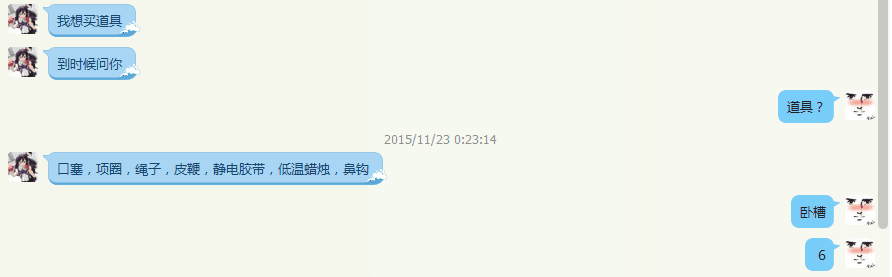 我想买道具
到时候问你
道具？
2015/11/23 0:23:14
口塞，项圈，绳子，皮鞭，静电胶带，低温蜡烛，鼻钩
卧槽
6